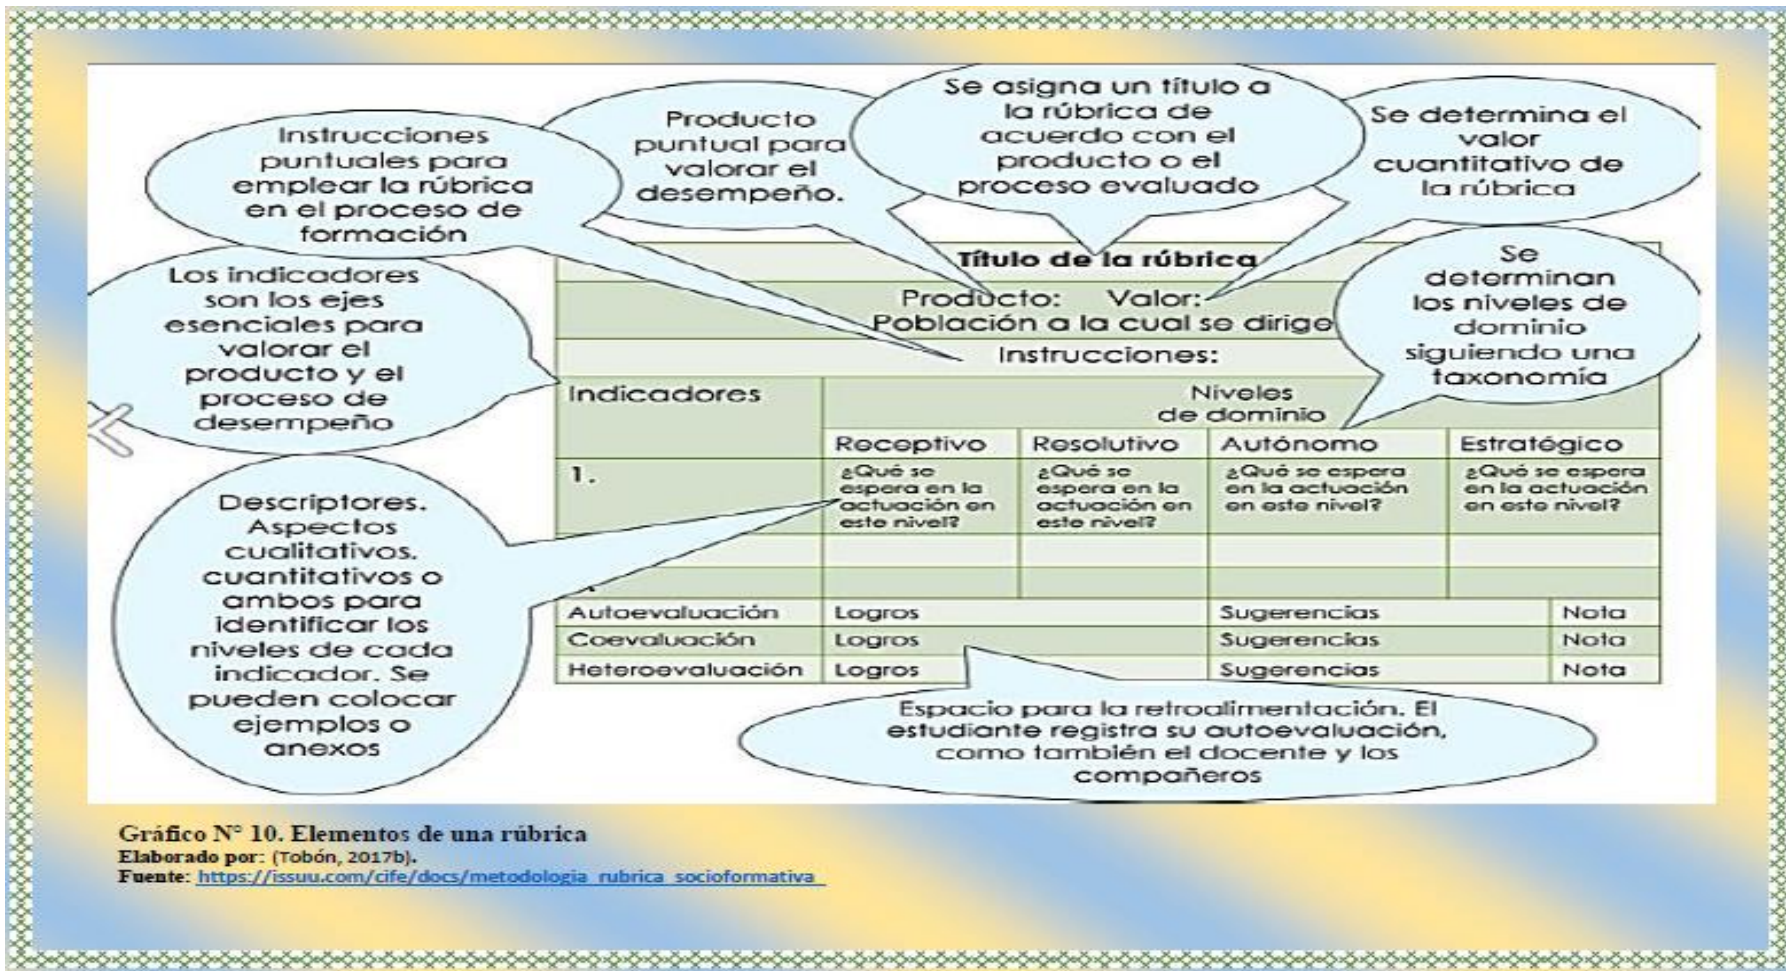 Instrucciones
puntuales para
emplear la rúbrica
en el proceso de
formación
Producto
puntual para
valorar el
desempeño.
Se asigna un título a
la rúbrica de
acuerdo con el
producto o el
proceso evaluado
Se determina el
valor
cuantitativo de
la rúbrica
Los indicadores
son los ejes
esenciales para
valorar el
producto y el
proceso de
desempeño
Se
determinan
los niveles de
dominio
siguiendo una
taxonomía
Título de la rúbrica
Producto: Valor:
Población a la cual se dirige
Instrucciones:
Indicadores
Niveles
de dominio
Receptivo Resolutivo Autónomo Estratégico
1.
¿Qué se
espera en la
actuación en
este nivel?
¿Qué se
espera en la
actuación en
este nivel?
¿Qué se espera
en la actuación
en este nivel?
¿Qué se espera
en la actuación
en este nivel?
Descriptores.
Aspectos
cualitativos.
cuantitativos o
ambos para
identificar los
niveles de cada
indicador. Se
pueden colocar
ejemplos o
anexos
Autoevaluación Logros Sugerencias Nota
Coevaluación Logros Sugerencias Nota
Heteroevaluación Logros Sugerencias Nota
Espacio para la retroalimentación. El
estudiante registra su autoevaluación,
como también el docente y los
compañeros
Gráfico N° 10. Elementos de una rúbrica
Elaborado por: (Tobón, 2017b).
Fuente: https://issuu.com/cife/docs/metodologia_rubrica_socioformativa_